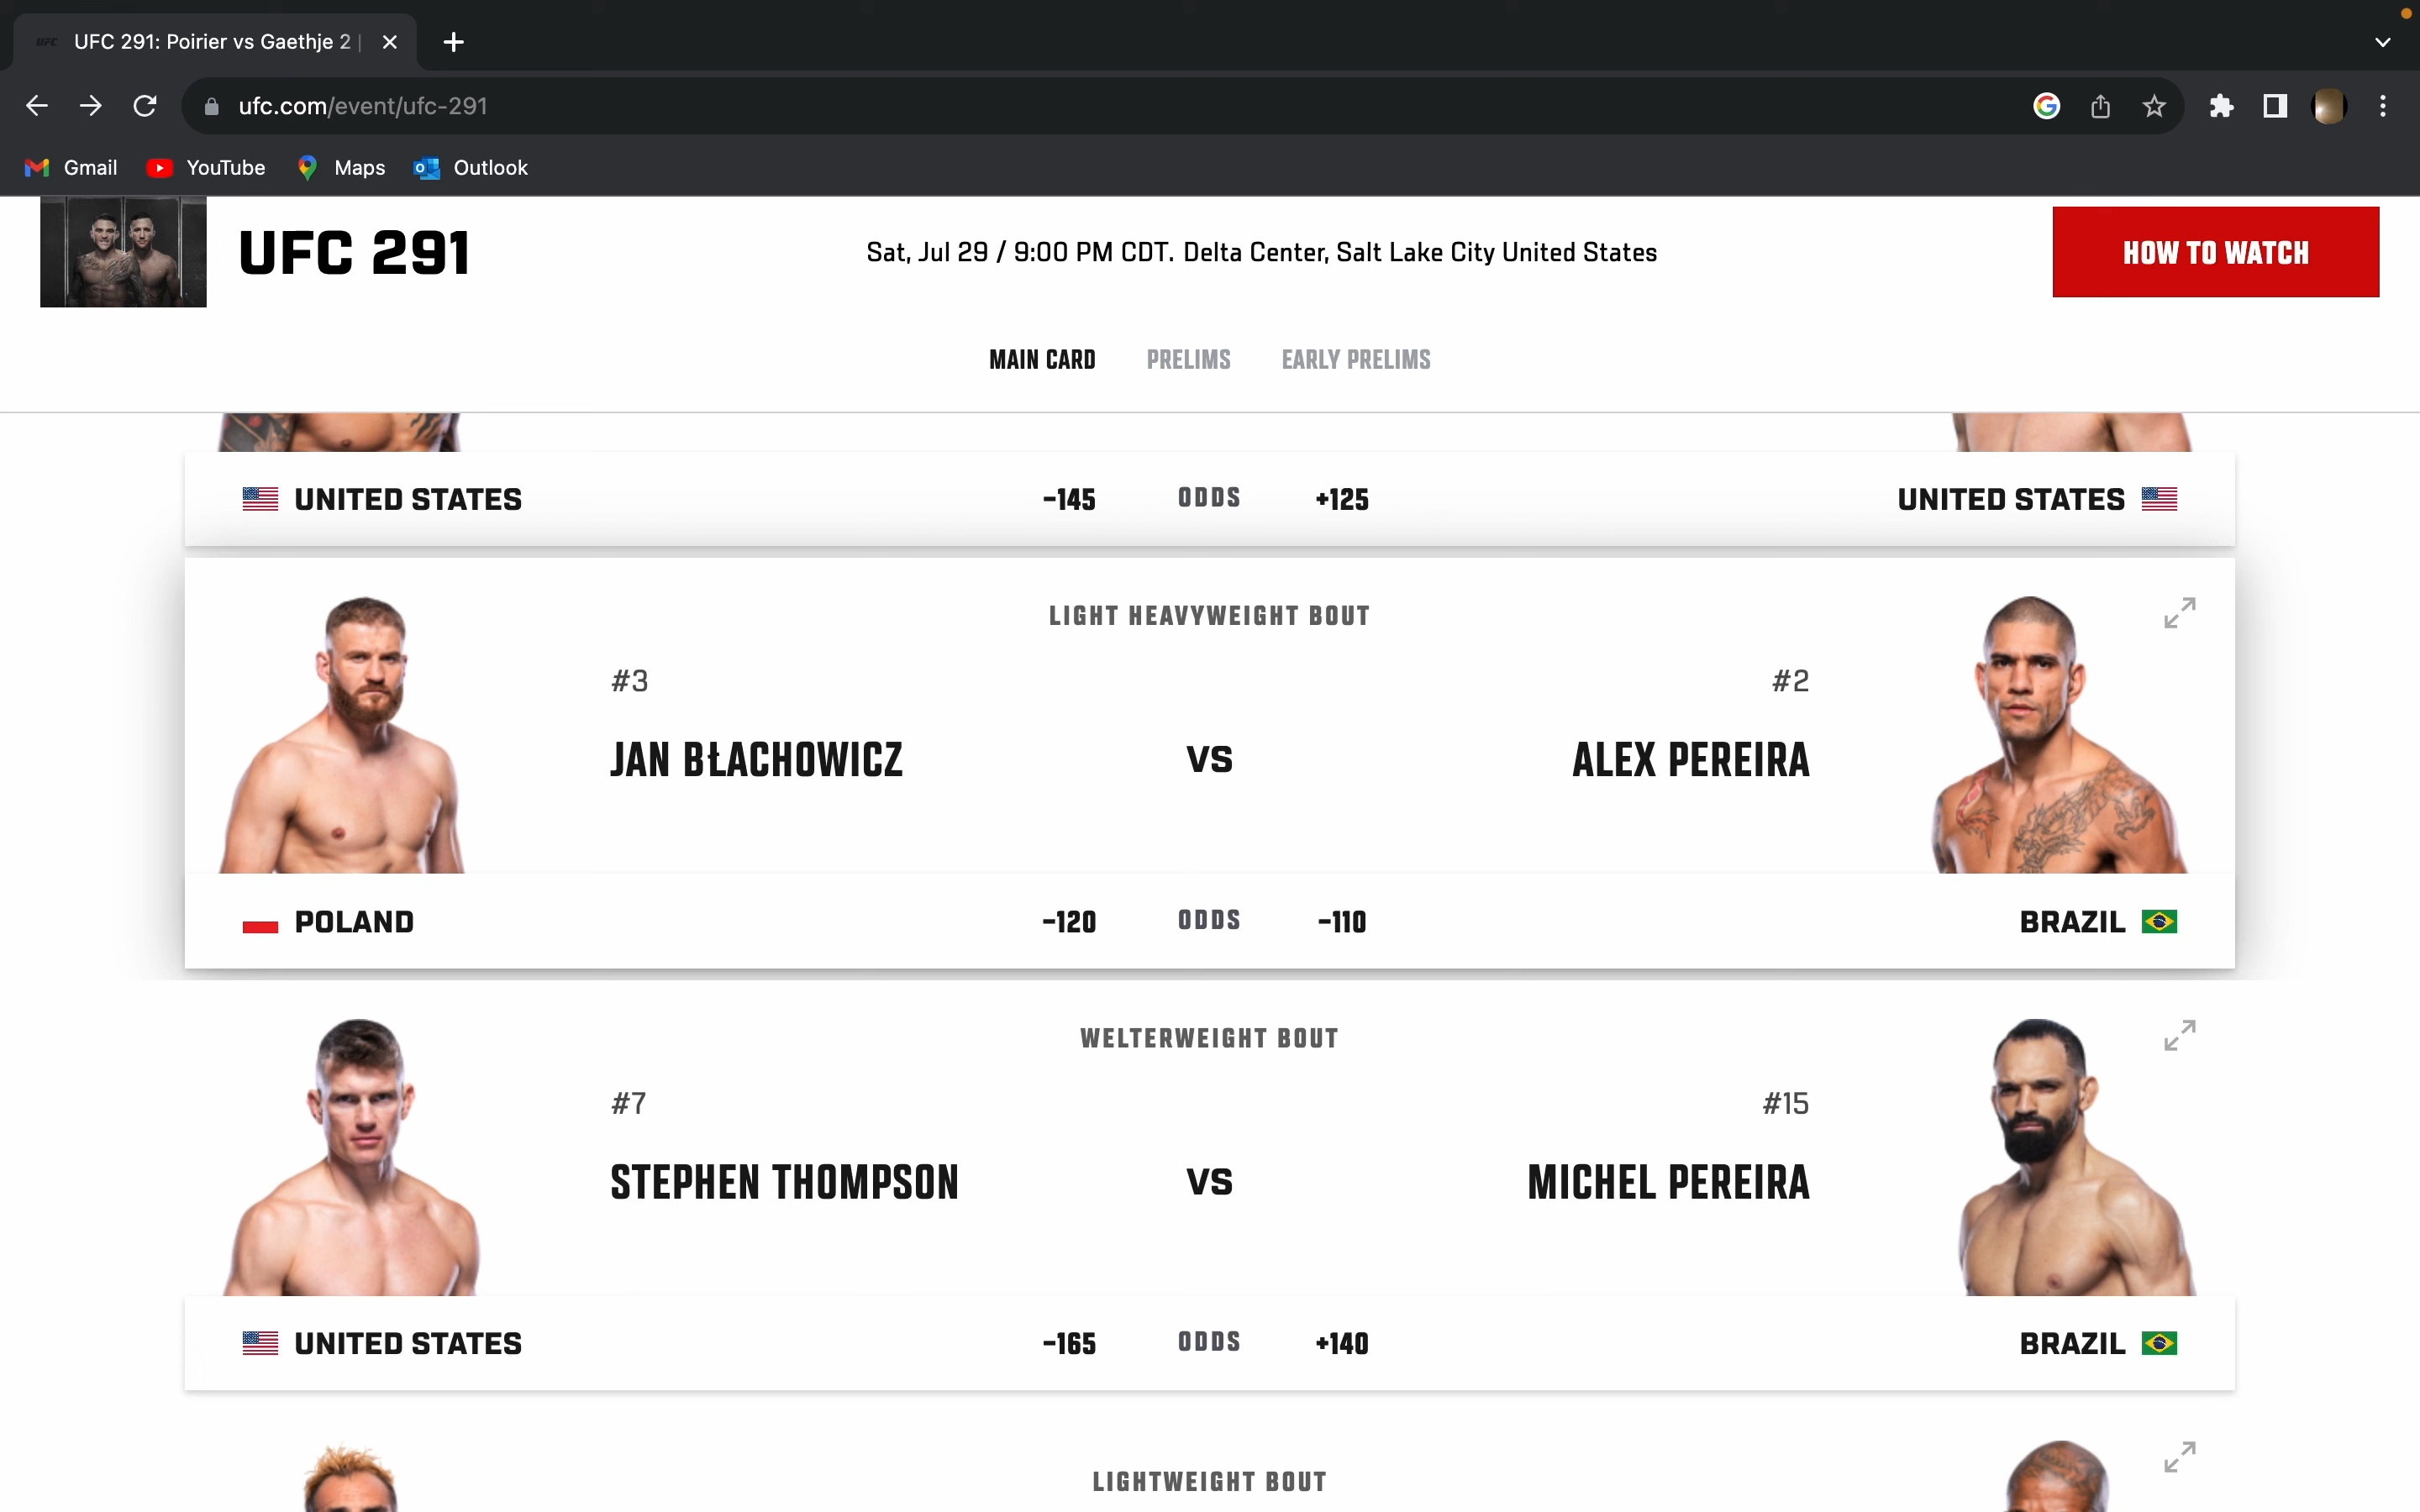 UFC 291: Poirier vs Gaethje 2 |
ufc.com/event/ufc-291
Gmail YouTube Maps Outlook
UFC 291
Sat, Jul 29 / 9:00 PM CDT. Delta Center, Salt Lake City United States
HOW TO WATCH
MAIN CARD PRELIMS EARLY PRELIMS
UNITED STATES -145 ODDS +125 UNITED STATES
LIGHT HEAVYWEIGHT BOUT
#3 #2
JAN BŁACHOWICZ VS ALEX PEREIRA
POLAND -120 ODDS -110 BRAZIL
WELTERWEIGHT BOUT
#7 #15
STEPHEN THOMPSON VS MICHEL PEREIRA
UNITED STATES -165 ODDS +140 BRAZIL
LIGHTWEIGHT BOUT